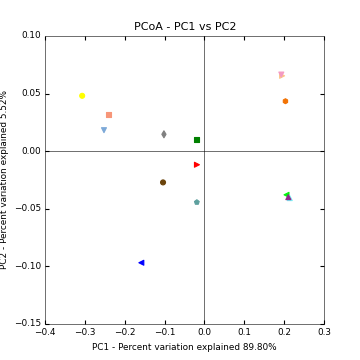 PCoA - PC1 vs PC2
0.10
0.05
0.00
−0.05
−0.10
−0.15
PC2 - Percent variation explained 5.52%
−0.4 −0.3 −0.2 −0.1 0.0 0.1 0.2 0.3
PC1 - Percent variation explained 89.80%